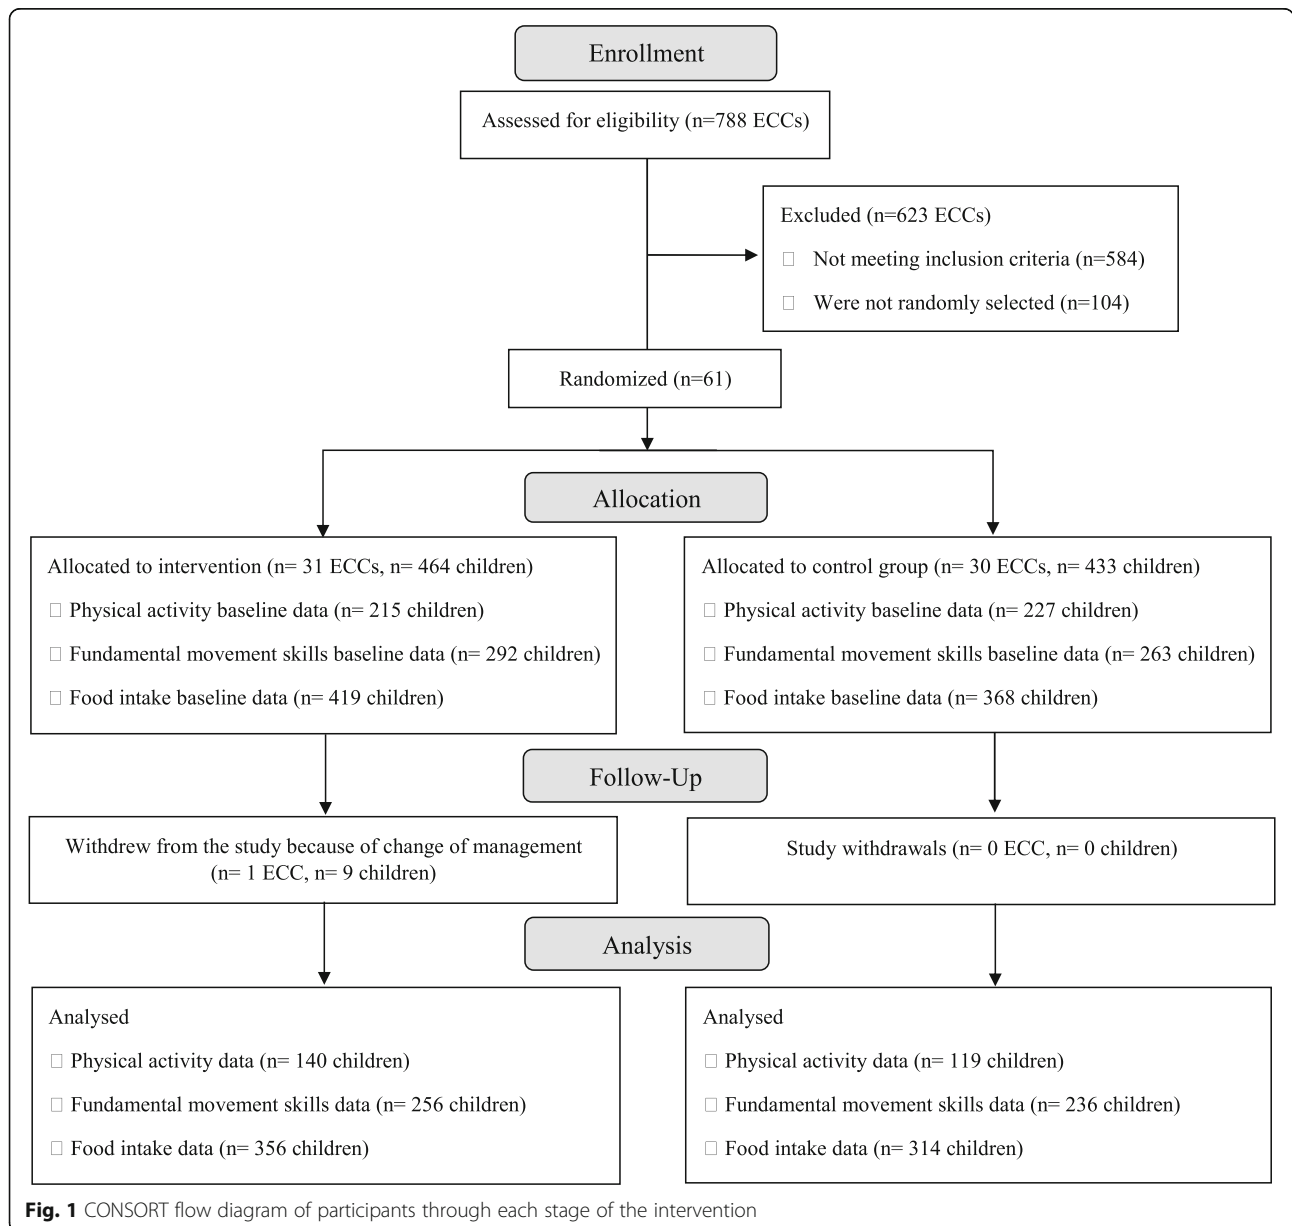 Enrollment
Assessed for eligibility (n=788 ECCs)
Excluded (n=623 ECCs)
□ Not meeting inclusion criteria (n=584)
□ Were not randomly selected (n=104)
Randomized (n=61)
Allocation
Allocated to intervention (n= 31 ECCs, n= 464 children)
□ Physical activity baseline data (n= 215 children)
□ Fundamental movement skills baseline data (n= 292 children)
□ Food intake baseline data (n= 419 children)
Allocated to control group (n= 30 ECCs, n= 433 children)
□ Physical activity baseline data (n= 227 children)
□ Fundamental movement skills baseline data (n= 263 children)
□ Food intake baseline data (n= 368 children)
Follow-Up
Withdrew from the study because of change of management
(n= 1 ECC, n= 9 children)
Study withdrawals (n= 0 ECC, n= 0 children)
Analysis
Analysed
□ Physical activity data (n= 140 children)
□ Fundamental movement skills data (n= 256 children)
□ Food intake data (n= 356 children)
Analysed
□ Physical activity data (n= 119 children)
□ Fundamental movement skills data (n= 236 children)
□ Food intake data (n= 314 children)
Fig. 1 CONSORT flow diagram of participants through each stage of the intervention